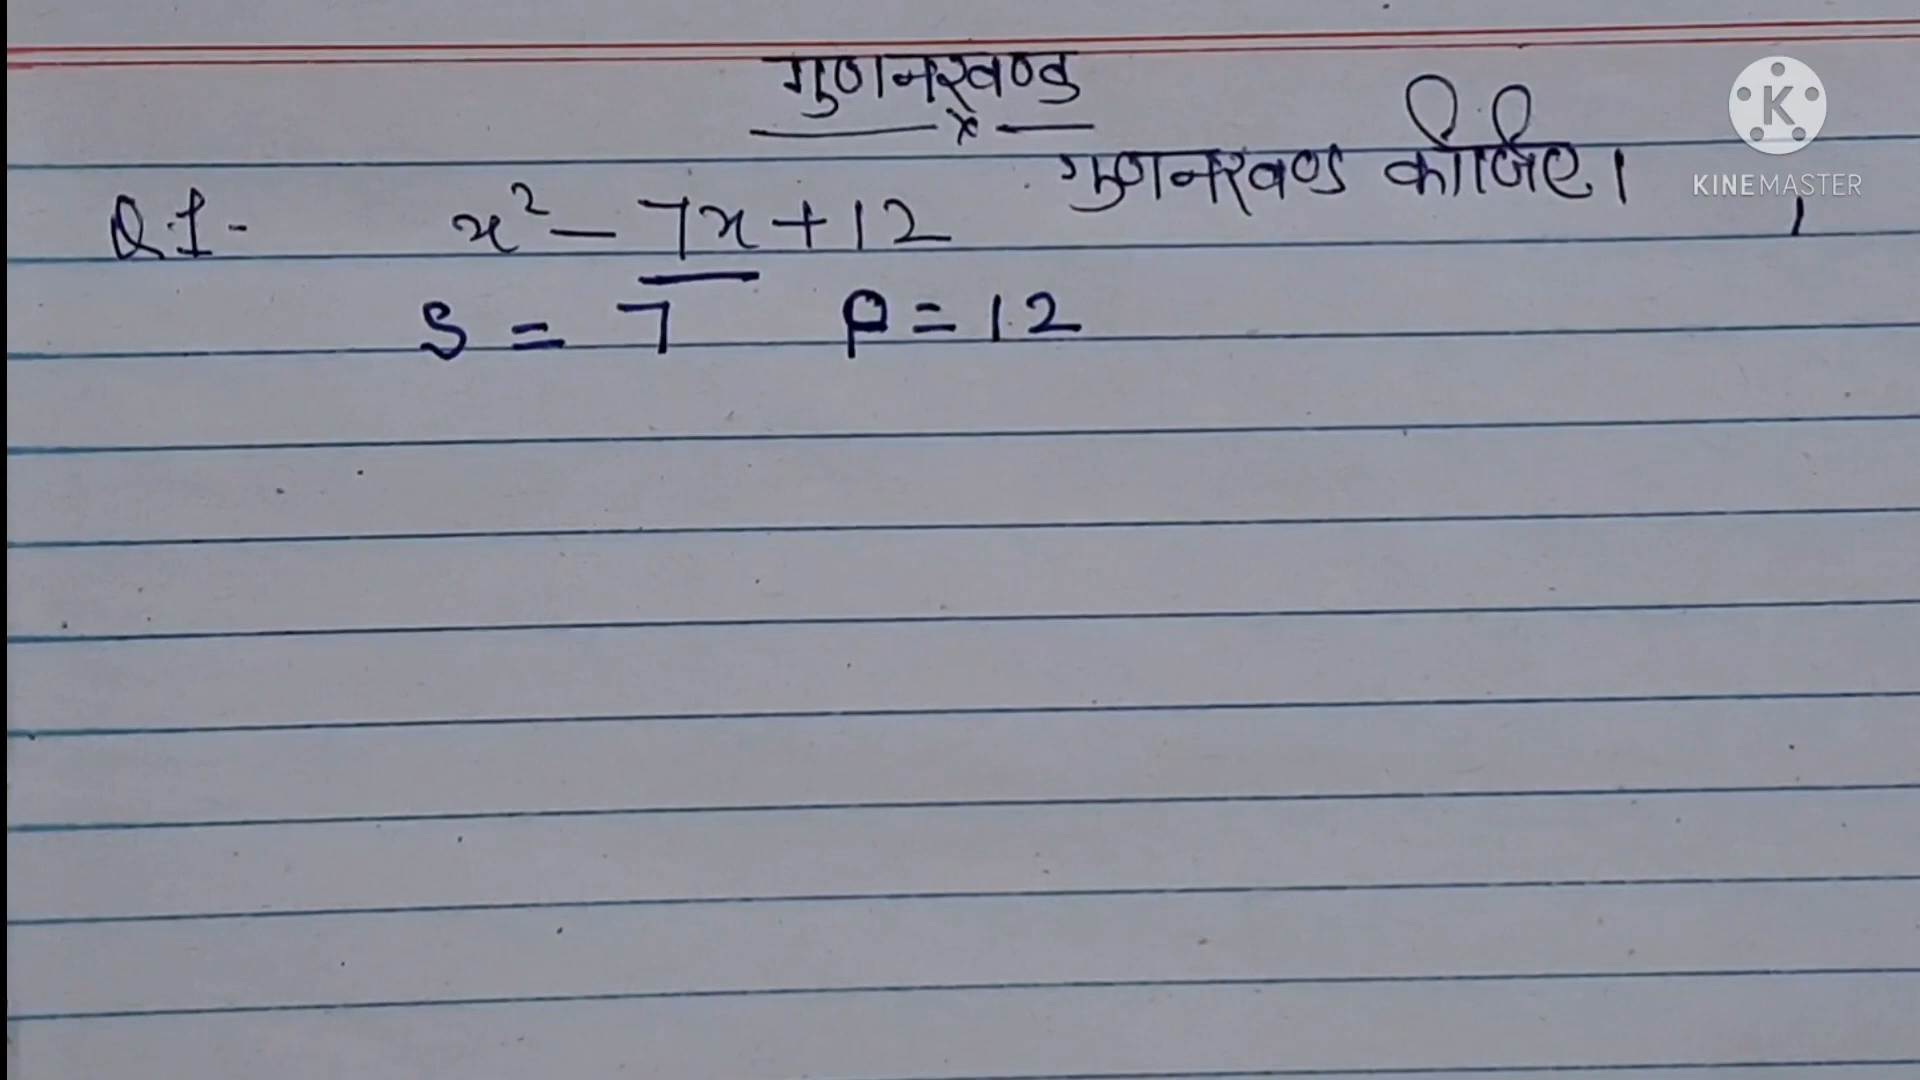 गुणनखण्ड
x
Q.1- x² - 7x + 12 गुणनखण्ड कीजिए।
S = 7 P = 12
KINEMASTER